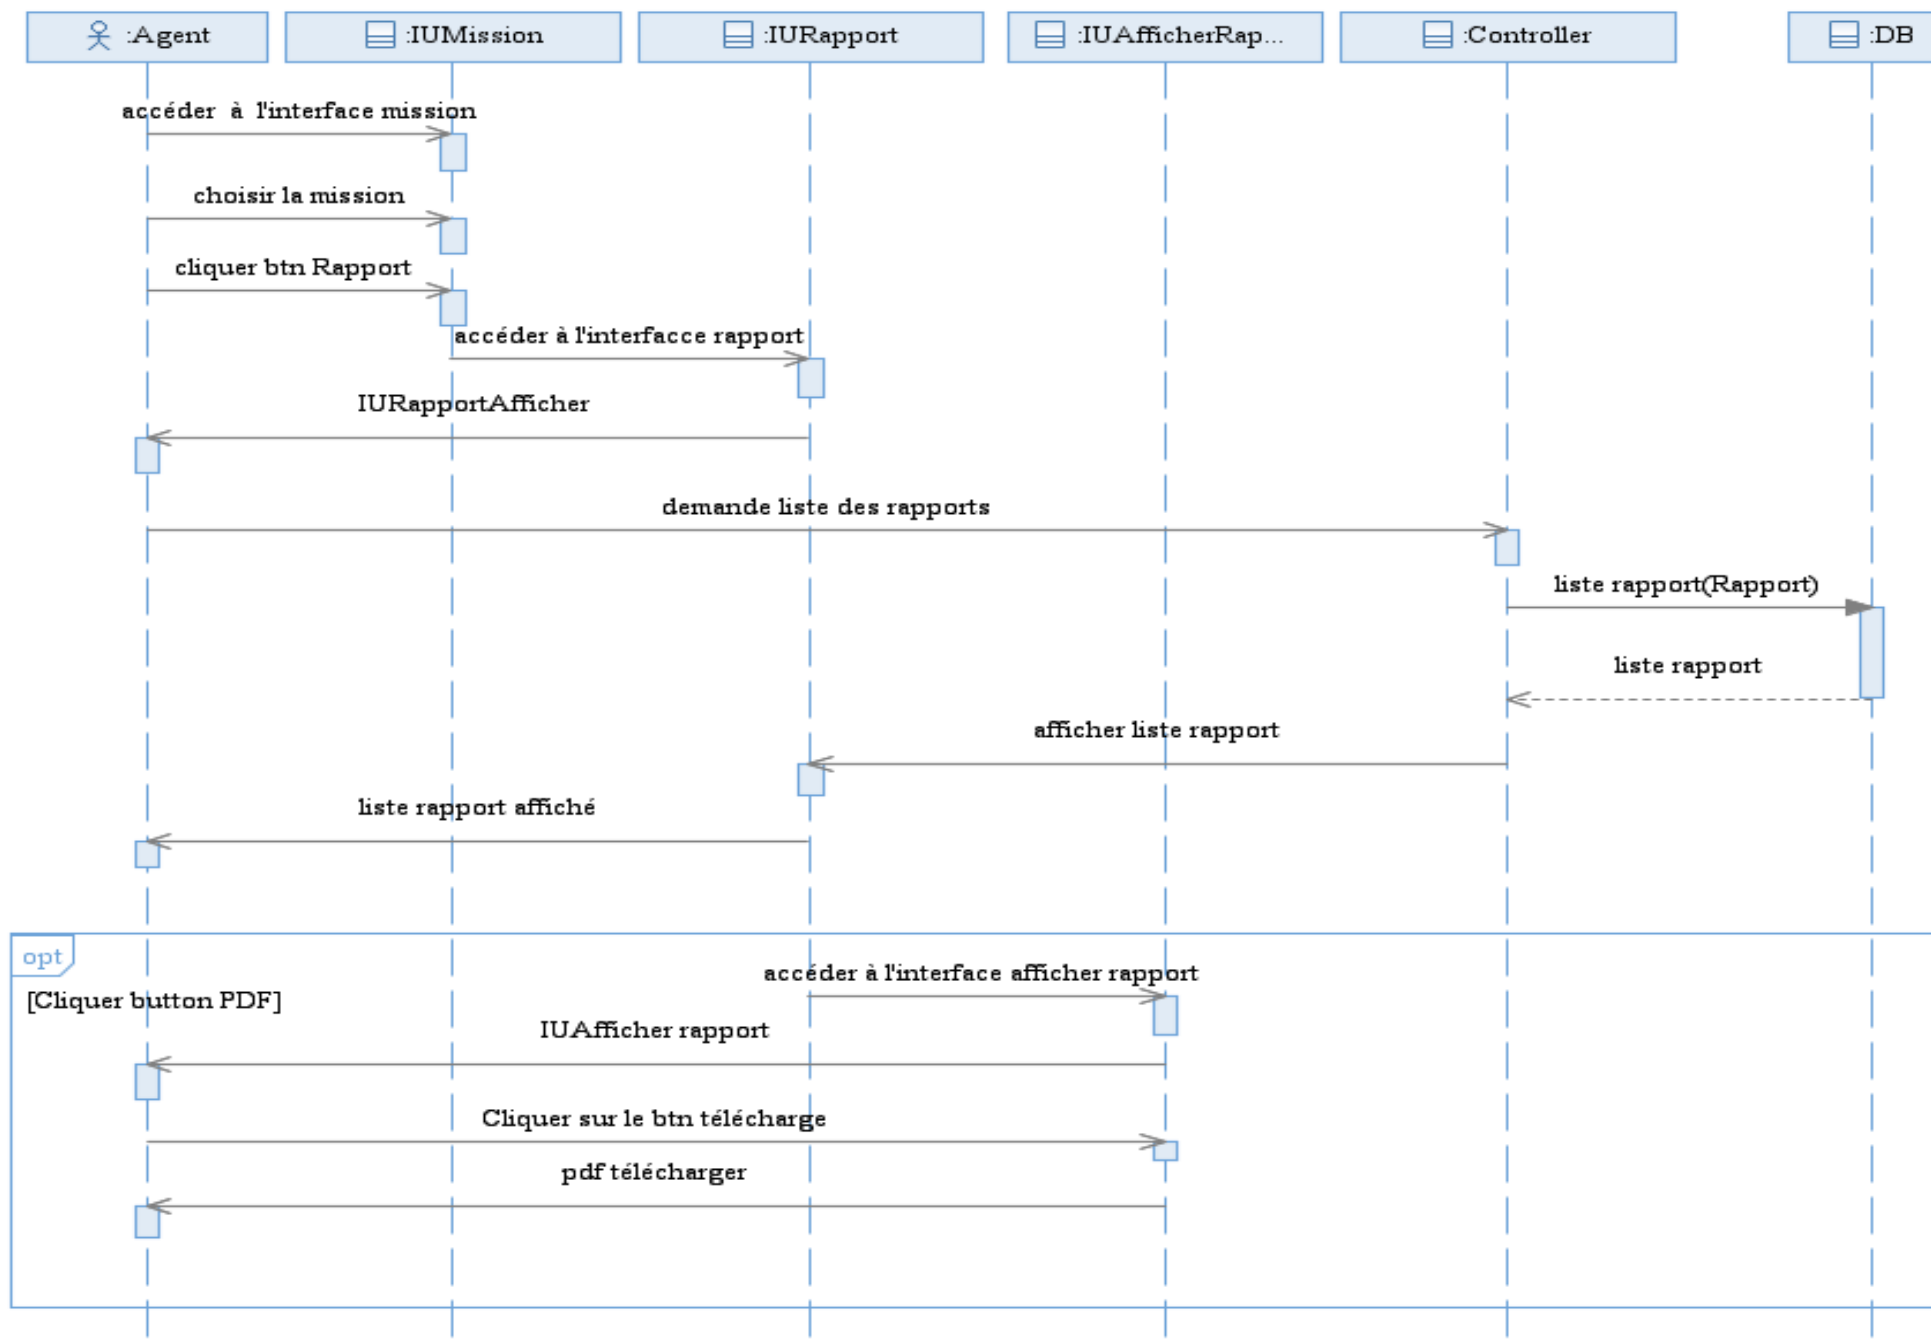 :Agent
:IUMission
:IURapport
:IUAfficherRap...
:Controller
:DB
accéder à l'interface mission
choisir la mission
cliquer btn Rapport
accéder à l'interfacce rapport
IURapportAfficher
demande liste des rapports
liste rapport(Rapport)
liste rapport
afficher liste rapport
liste rapport affiché
opt
accéder à l'interface afficher rapport
[Cliquer button PDF]
IUAfficher rapport
Cliquer sur le btn télécharge
pdf télécharger